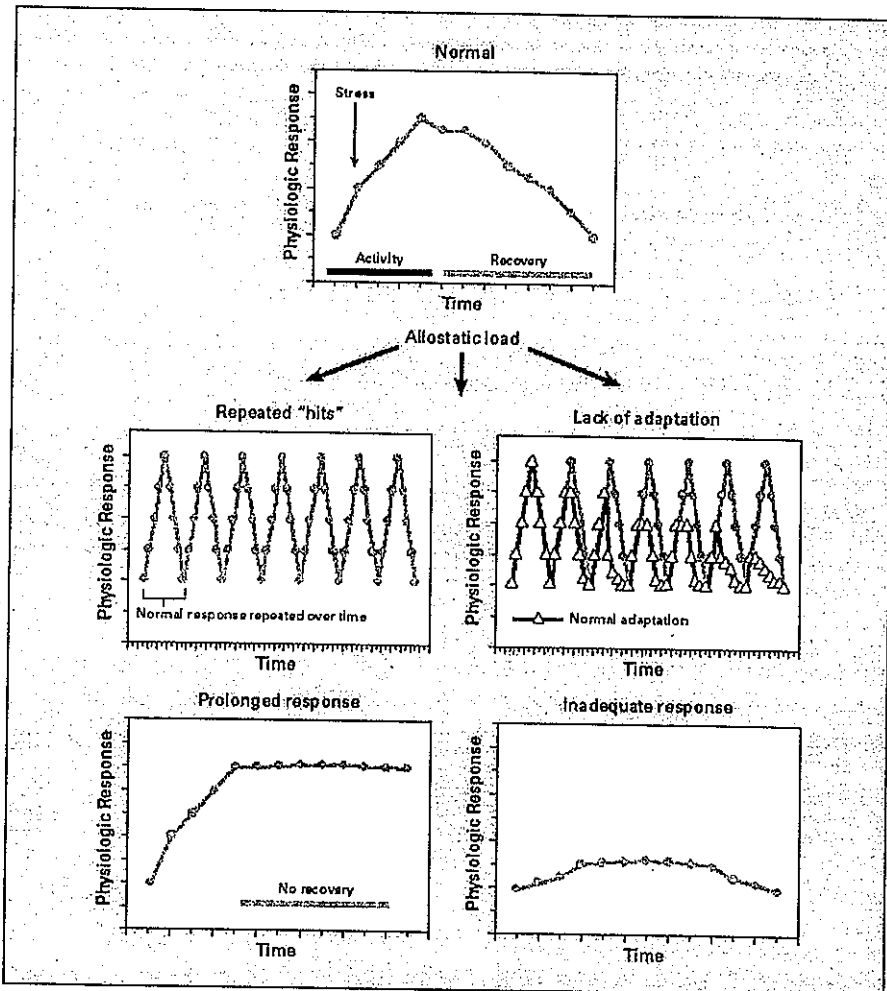 Normal
Stress
Physiologic Response
Activity
Recovery
Time
Allostatic load
Repeated "hits"
Physiologic Response
Normal response repeated over time
Time
Lack of adaptation
Physiologic Response
Normal adaptation
Time
Prolonged response
Physiologic Response
No recovery
Time
Inadequate response
Physiologic Response
Time